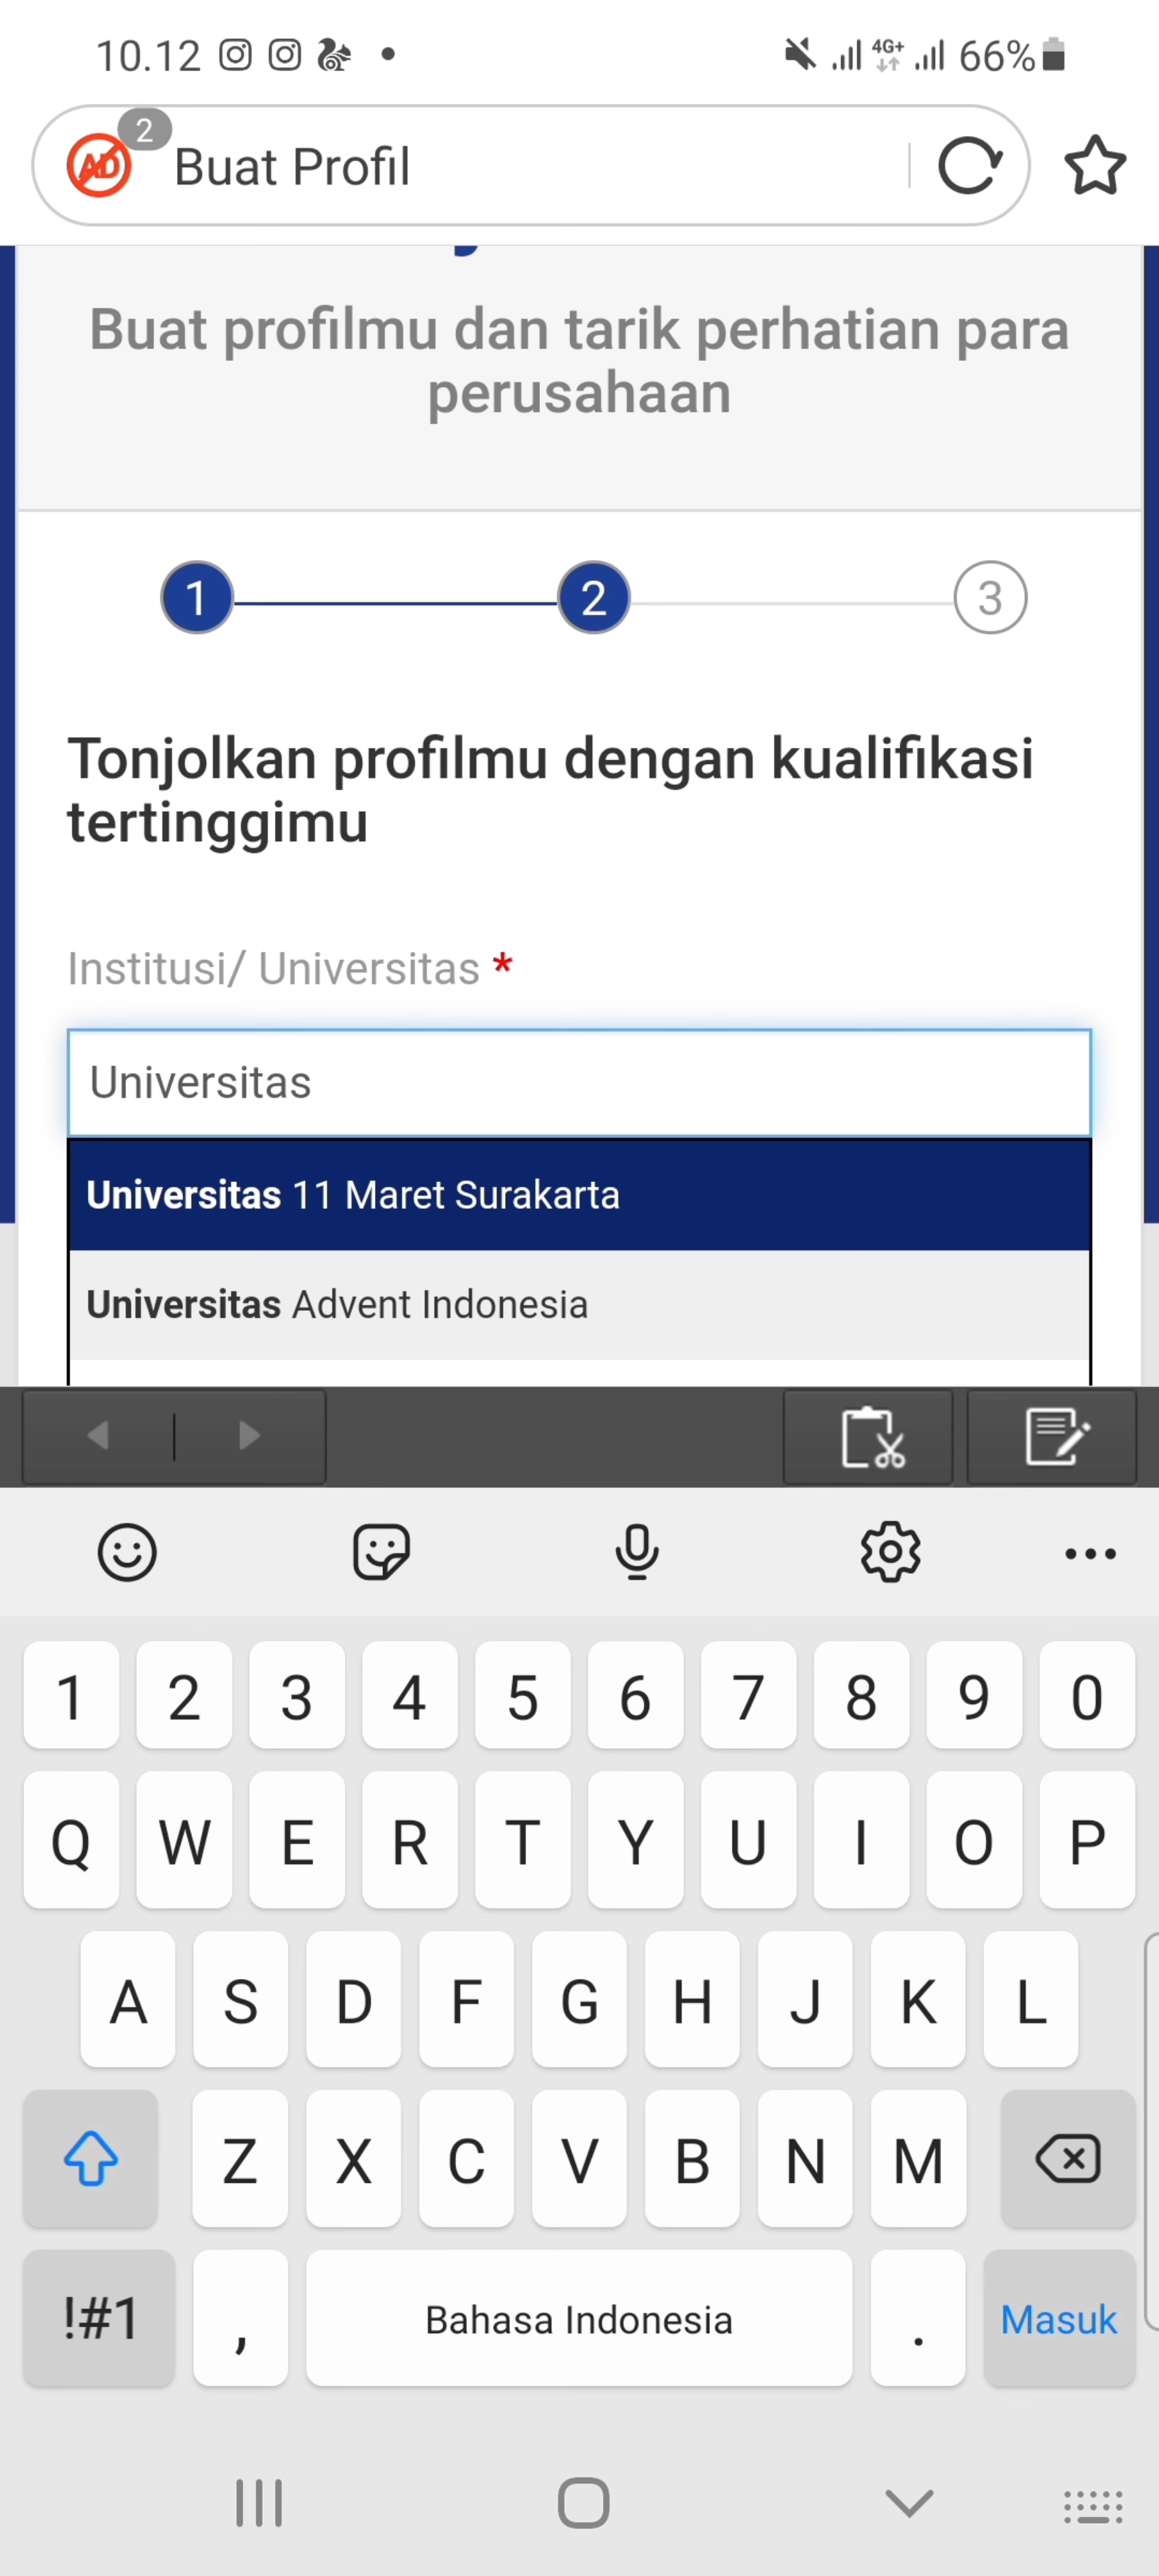 10.12
4G+
66%
AD
2
Buat Profil
Buat profilmu dan tarik perhatian para
perusahaan
1
2
3
Tonjolkan profilmu dengan kualifikasi
tertinggimu
Institusi/ Universitas *
Universitas
Universitas 11 Maret Surakarta
Universitas Advent Indonesia
1 2 3 4 5 6 7 8 9 0
Q W E R T Y U I O P
A S D F G H J K L
Z X C V B N M
!#1 , Bahasa Indonesia . Masuk